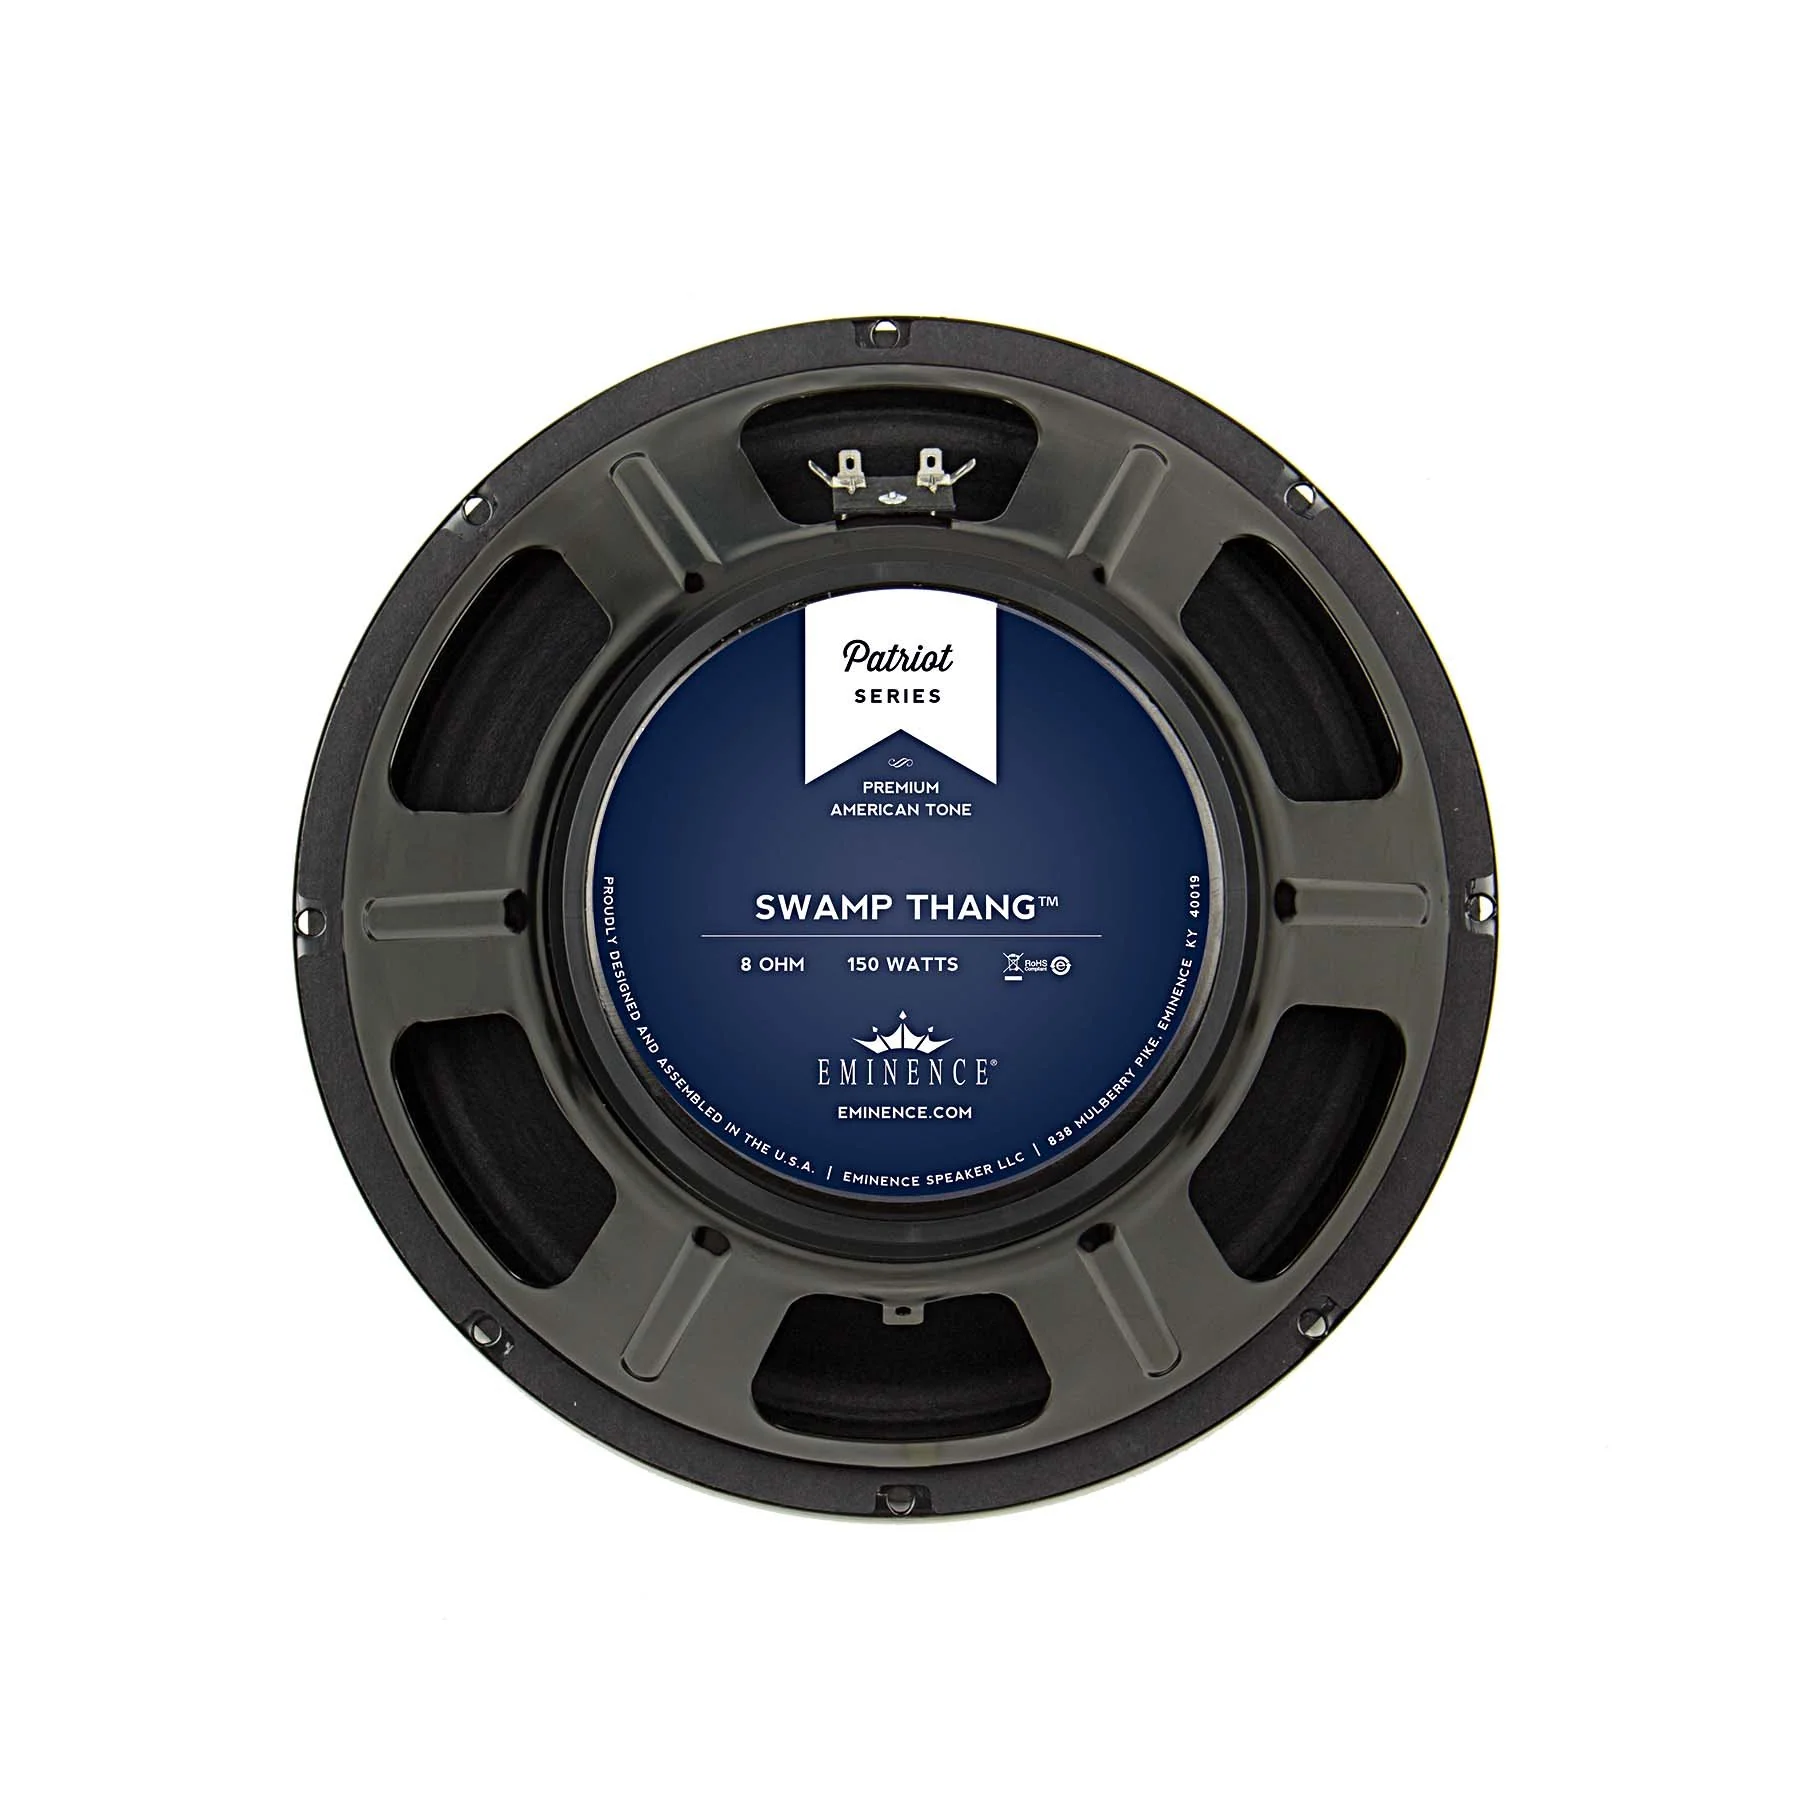 Patriot
SERIES
PREMIUM
AMERICAN TONE
SWAMP THANG™
8 OHM 150 WATTS RoHS
Compliant
EMINENCE®
EMINENCE.COM
PROUDLY DESIGNED AND ASSEMBLED IN THE U.S.A. | EMINENCE SPEAKER LLC | 838 MULBERRY PIKE, EMINENCE KY 40019